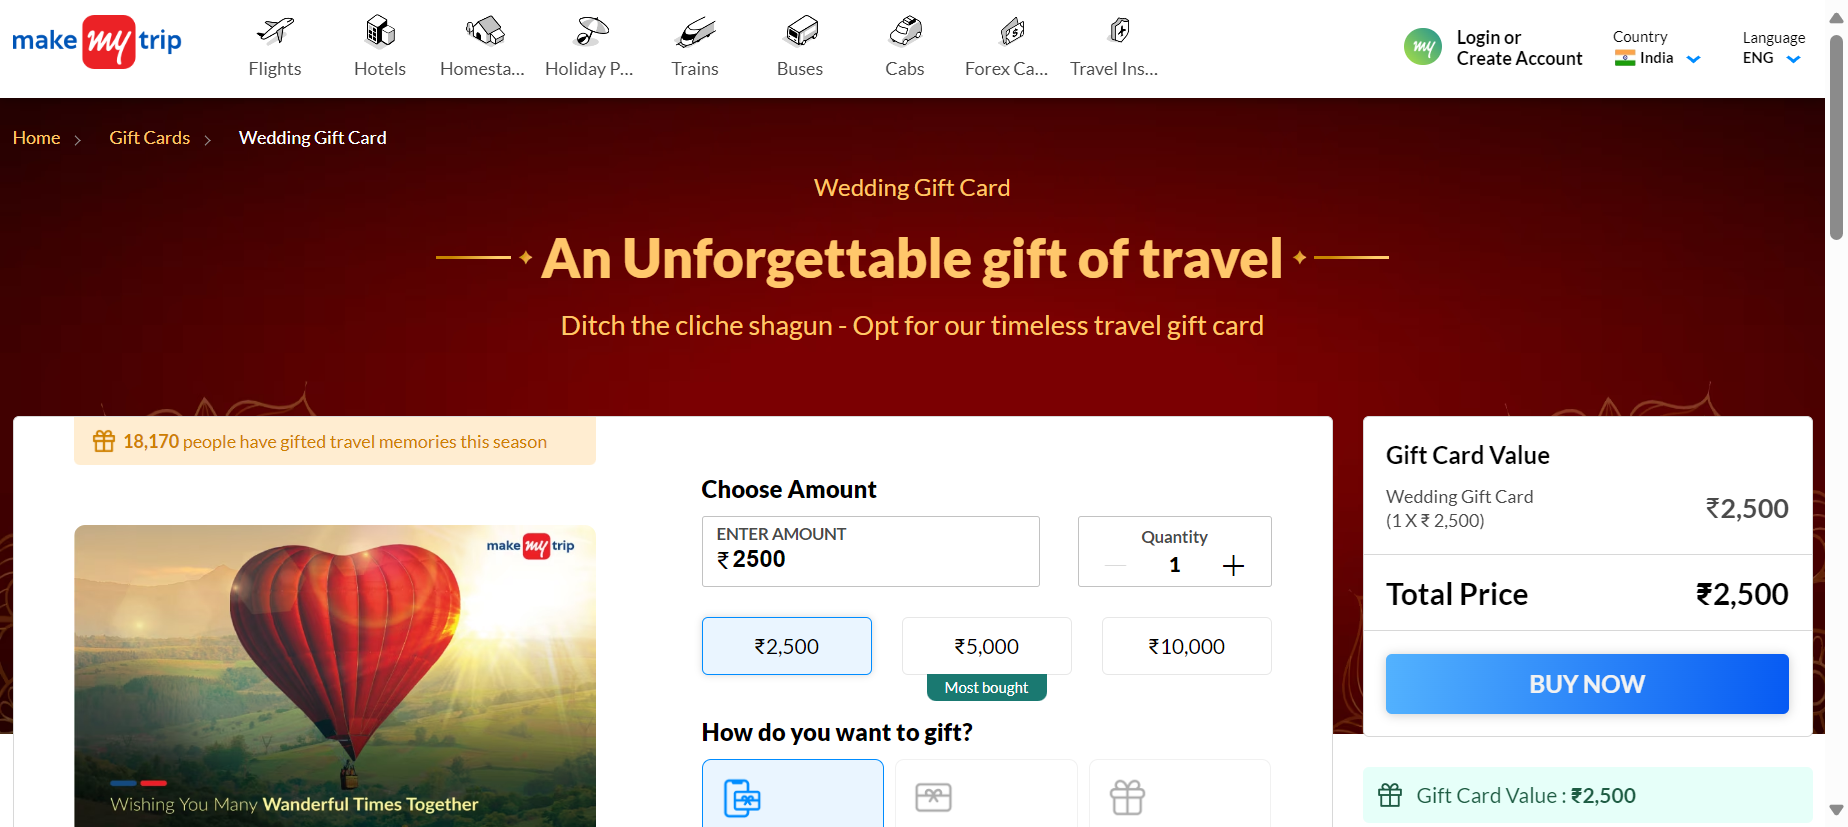 make my trip
Flights
Hotels
Homesta...
Holiday P...
Trains
Buses
Cabs
Forex Ca...
Travel Ins...
my
Login or
Create Account
Country
India
Language
ENG
Home
Gift Cards
Wedding Gift Card
Wedding Gift Card
An Unforgettable gift of travel
Ditch the cliche shagun - Opt for our timeless travel gift card
18,170 people have gifted travel memories this season
make my trip
Wishing You Many Wanderful Times Together
Choose Amount
ENTER AMOUNT
₹ 2500
Quantity
1
₹2,500
₹5,000
₹10,000
Most bought
How do you want to gift?
Gift Card Value
Wedding Gift Card
(1 X ₹ 2,500)
₹2,500
Total Price
₹2,500
BUY NOW
Gift Card Value : ₹2,500